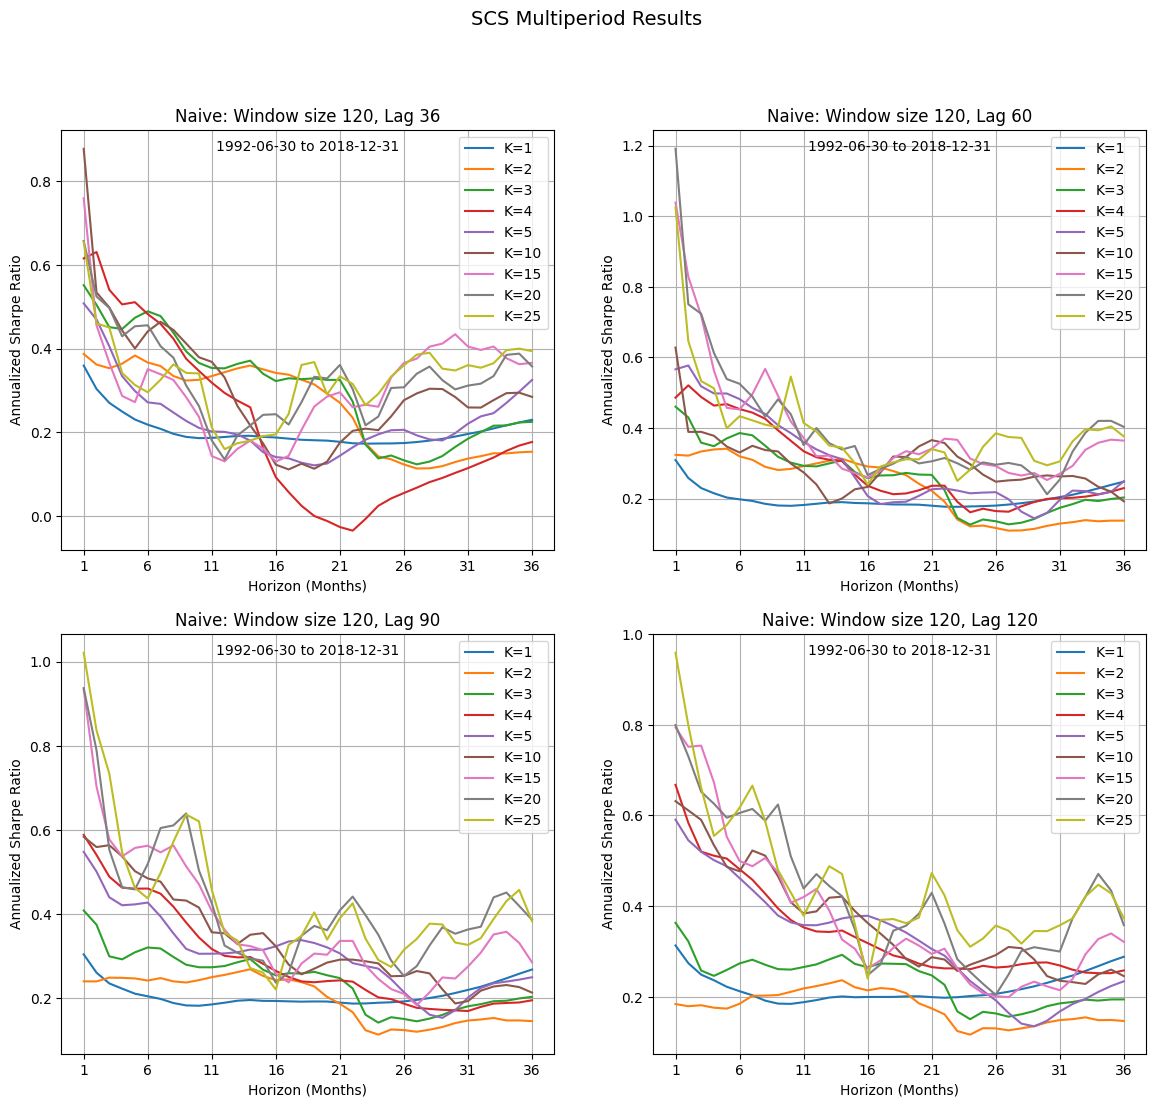 SCS Multiperiod Results
Naive: Window size 120, Lag 36
1992-06-30 to 2018-12-31
Annualized Sharpe Ratio
0.8
0.6
0.4
0.2
0.0
K=1
K=2
K=3
K=4
K=5
K=10
K=15
K=20
K=25
1 6 11 16 21 26 31 36
Horizon (Months)
Naive: Window size 120, Lag 60
1992-06-30 to 2018-12-31
Annualized Sharpe Ratio
1.2
1.0
0.8
0.6
0.4
0.2
K=1
K=2
K=3
K=4
K=5
K=10
K=15
K=20
K=25
1 6 11 16 21 26 31 36
Horizon (Months)
Naive: Window size 120, Lag 90
1992-06-30 to 2018-12-31
Annualized Sharpe Ratio
1.0
0.8
0.6
0.4
0.2
K=1
K=2
K=3
K=4
K=5
K=10
K=15
K=20
K=25
1 6 11 16 21 26 31 36
Horizon (Months)
Naive: Window size 120, Lag 120
1992-06-30 to 2018-12-31
Annualized Sharpe Ratio
1.0
0.8
0.6
0.4
0.2
K=1
K=2
K=3
K=4
K=5
K=10
K=15
K=20
K=25
1 6 11 16 21 26 31 36
Horizon (Months)